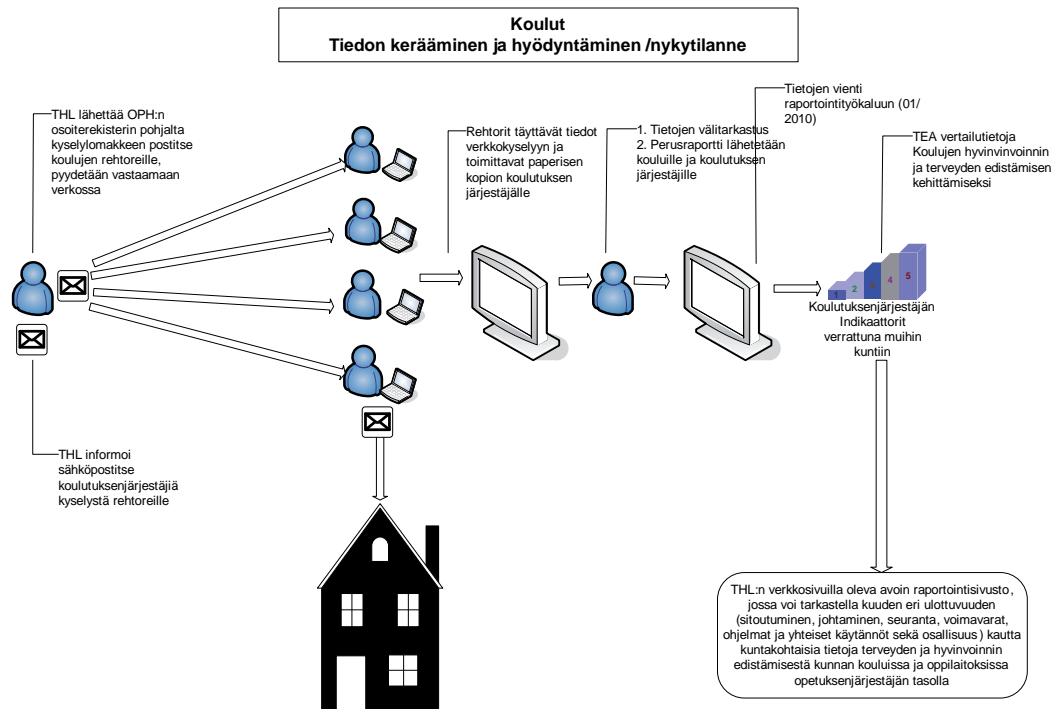 Koulut
Tiedon kerääminen ja hyödyntäminen /nykytilanne
THL lähettää OPH:n
osoiterekisterin pohjalta
kyselylomakkeen postitse
koulujen rehtoreille,
pyydetään vastaamaan
verkossa
Rehtorit täyttävät tiedot
verkkokyselyyn ja
toimittavat paperisen
kopion koulutuksen
järjestäjälle
1. Tietojen välitarkastus
2. Perusraportti lähetetään
kouluille ja koulutuksen
järjestjille
Tietojen vienti
raportointityökaluun (01/
2010)
TEA vertailutietoja
Koulujen hyvinvinvoinnin
ja terveyden edistämisen
kehittämiseksi
1 2 3 4 5
Koulutuksenjärjestäjän
Indikaattorit
verrattuna muihin
kuntiin
THL informoi
sähköpostitse
koulutuksenjärjestäjiä
kyselystä rehtoreille
THL:n verkkosivuilla oleva avoin raportointisivusto,
jossa voi tarkastella kuuden eri ulottuvuuden
(sitoutuminen, johtaminen, seuranta, voimavarat,
ohjelmat ja yhteiset käytännöt sekä osallisuus) kautta
kuntakohtaisia tietoja terveyden ja hyvinvoinnin
edistämisestä kunnan kouluissa ja oppilaitoksissa
opetuksenjärjestäjän tasolla